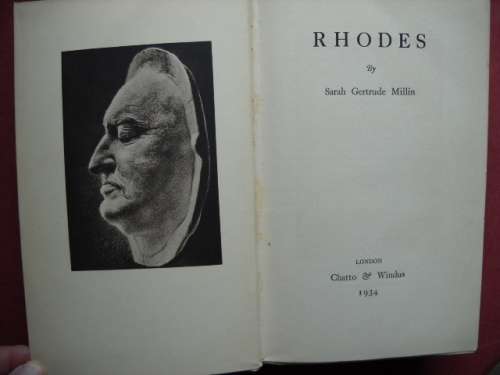 RHODES
By
Sarah Gertrude Millin
LONDON
Chatto & Windus
1934